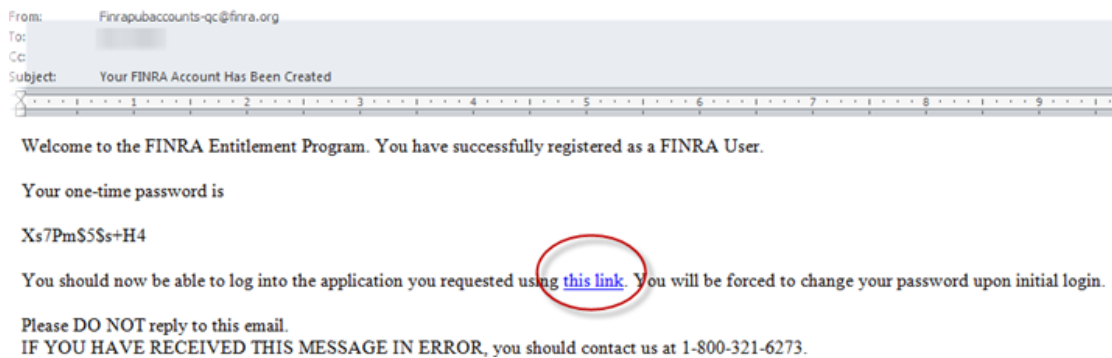 From: Finrapubaccounts-qc@finra.org
To:
Cc:
Subject: Your FINRA Account Has Been Created
1 2 3 4 5 6 7 8 9
Welcome to the FINRA Entitlement Program. You have successfully registered as a FINRA User.
Your one-time password is
Xs7Pm$5$s+H4
You should now be able to log into the application you requested using this link. You will be forced to change your password upon initial login.
Please DO NOT reply to this email.
IF YOU HAVE RECEIVED THIS MESSAGE IN ERROR, you should contact us at 1-800-321-6273.